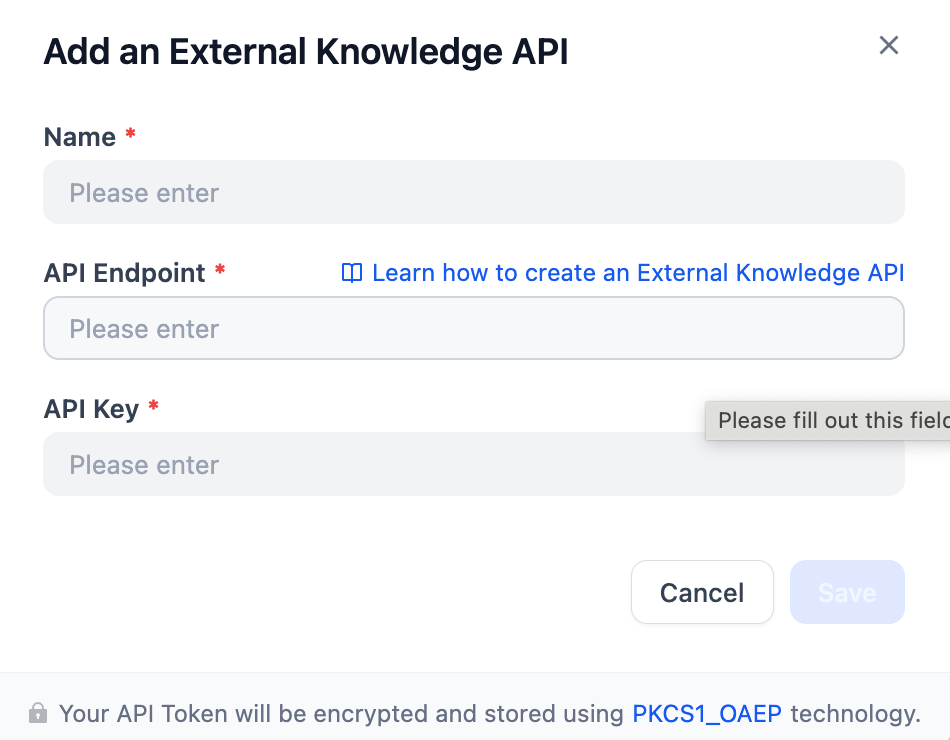 Add an External Knowledge API
Name *
Please enter
API Endpoint *
Learn how to create an External Knowledge API
Please enter
API Key *
Please fill out this fiel
Please enter
Cancel
Save
Your API Token will be encrypted and stored using PKCS1_OAEP technology.